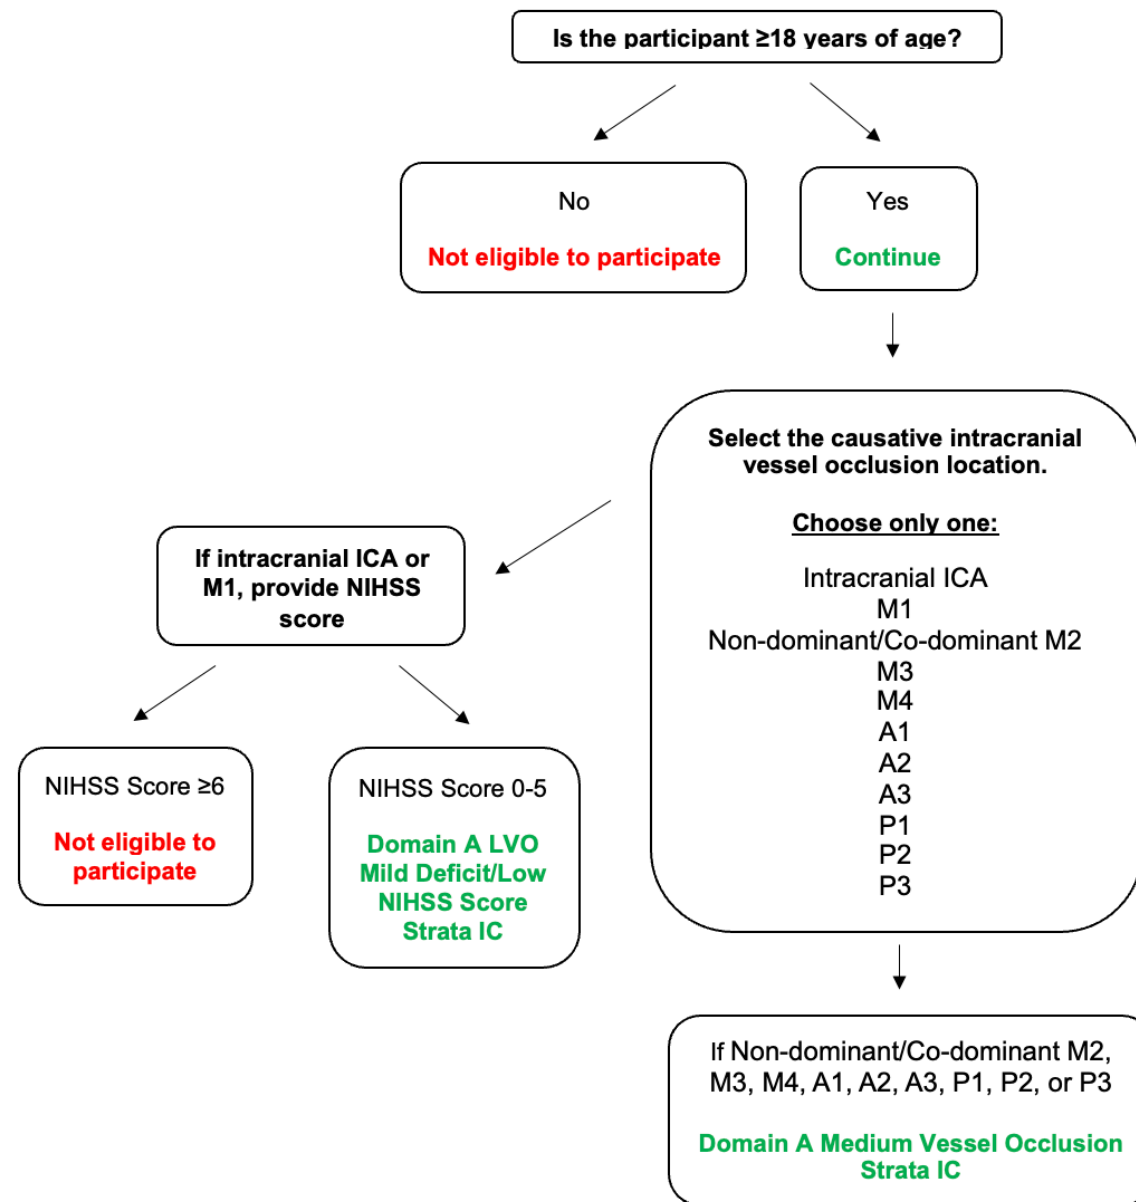 Is the participant ≥18 years of age?
No
Not eligible to participate
Yes
Continue
Select the causative intracranial
vessel occlusion location.
Choose only one:
Intracranial ICA
M1
Non-dominant/Co-dominant M2
M3
M4
A1
A2
A3
P1
P2
P3
If intracranial ICA or
M1, provide NIHSS
score
NIHSS Score ≥6
Not eligible to
participate
NIHSS Score 0-5
Domain A LVO
Mild Deficit/Low
NIHSS Score
Strata IC
If Non-dominant/Co-dominant M2,
M3, M4, A1, A2, A3, P1, P2, or P3
Domain A Medium Vessel Occlusion
Strata IC